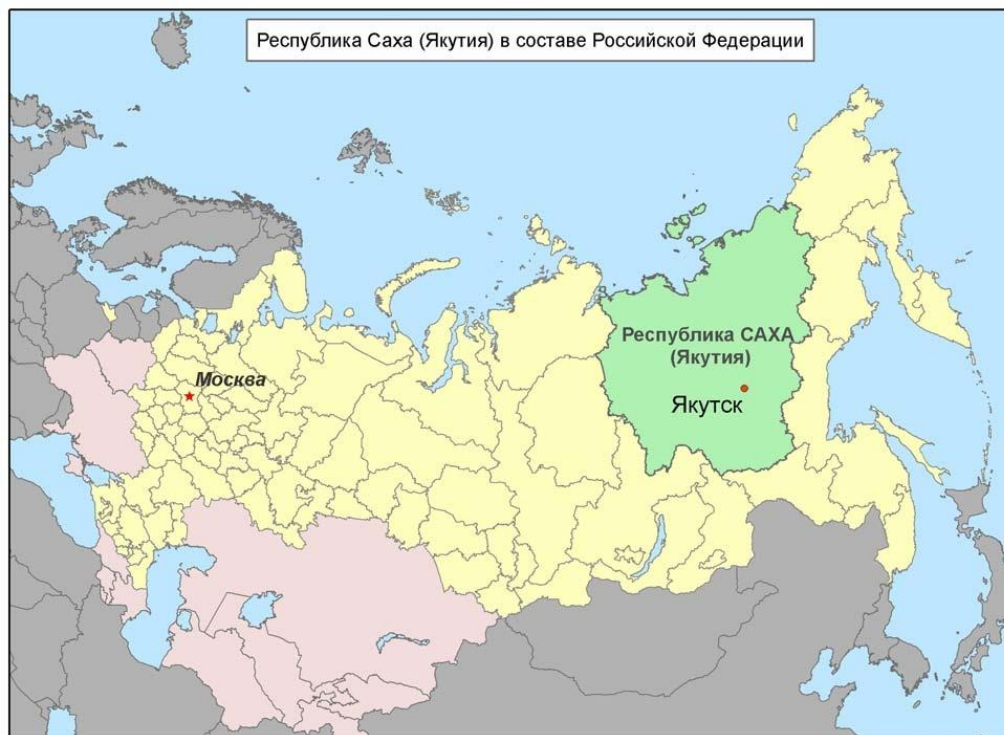 Республика Саха (Якутия) в составе Российской Федерации
Республика САХА
(Якутия)
Москва
Якутск